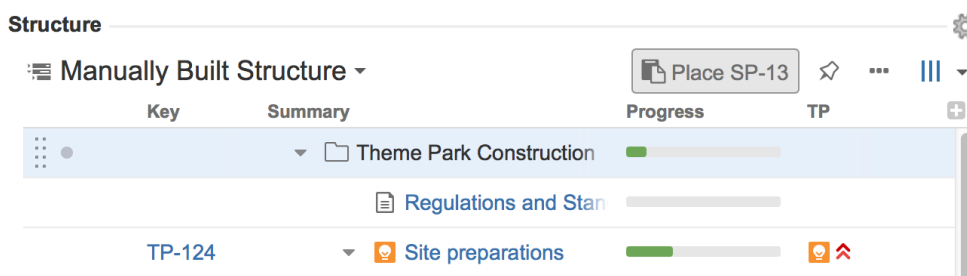 Structure
Manually Built Structure
Place SP-13
Key Summary Progress TP
Theme Park Construction
Regulations and Stan
TP-124 Site preparations